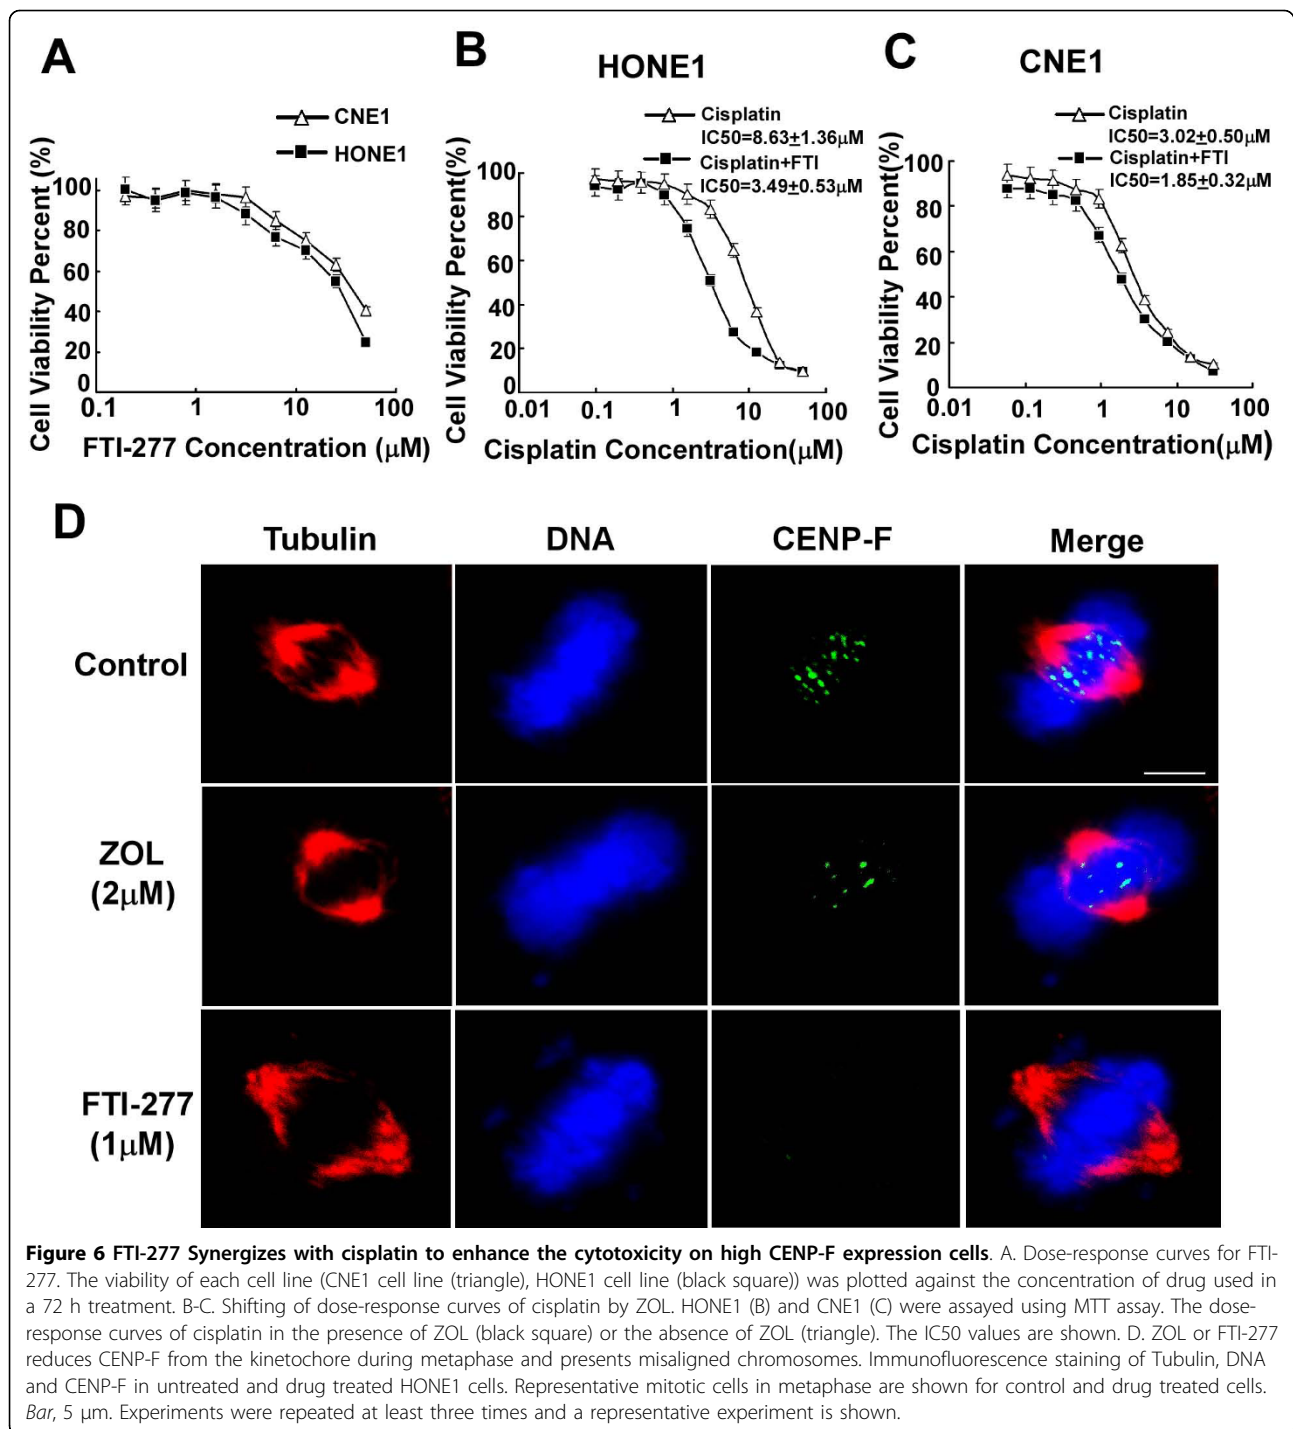 A
CNE1
HONE1
Cell Viability Percent (%)
100
80
60
40
20
0
0.1 1 10 100
FTI-277 Concentration (μM)
B
HONE1
Cisplatin
IC50=8.63±1.36μM
Cisplatin+FTI
IC50=3.49±0.53μM
Cell Viability Percent(%)
100
80
60
40
20
0
0.01 0.1 1 10 100
Cisplatin Concentration(μM)
C
CNE1
Cisplatin
IC50=3.02±0.50μM
Cisplatin+FTI
IC50=1.85±0.32μM
Cell Viability Percent(%)
100
80
60
40
20
0
0.01 0.1 1 10 100
Cisplatin Concentration(μM)
D
Tubulin DNA CENP-F Merge
Control
ZOL
(2μM)
FTI-277
(1μM)
Figure 6 FTI-277 Synergizes with cisplatin to enhance the cytotoxicity on high CENP-F expression cells. A. Dose-response curves for FTI-
277. The viability of each cell line (CNE1 cell line (triangle), HONE1 cell line (black square)) was plotted against the concentration of drug used in
a 72 h treatment. B-C. Shifting of dose-response curves of cisplatin by ZOL. HONE1 (B) and CNE1 (C) were assayed using MTT assay. The dose-
response curves of cisplatin in the presence of ZOL (black square) or the absence of ZOL (triangle). The IC50 values are shown. D. ZOL or FTI-277
reduces CENP-F from the kinetochore during metaphase and presents misaligned chromosomes. Immunofluorescence staining of Tubulin, DNA
and CENP-F in untreated and drug treated HONE1 cells. Representative mitotic cells in metaphase are shown for control and drug treated cells.
Bar, 5 μm. Experiments were repeated at least three times and a representative experiment is shown.